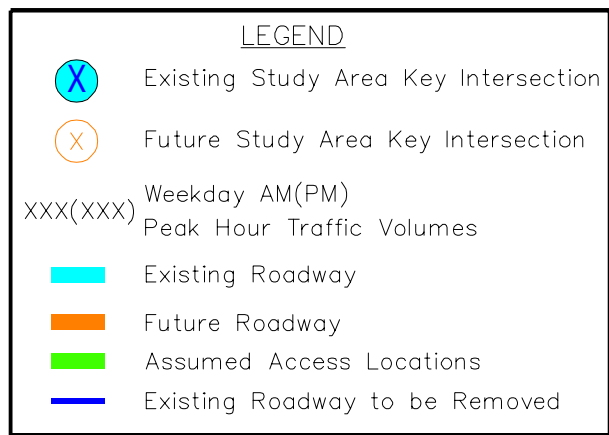 LEGEND
X Existing Study Area Key Intersection
X Future Study Area Key Intersection
XXX(XXX) Weekday AM(PM)
Peak Hour Traffic Volumes
Existing Roadway
Future Roadway
Assumed Access Locations
Existing Roadway to be Removed